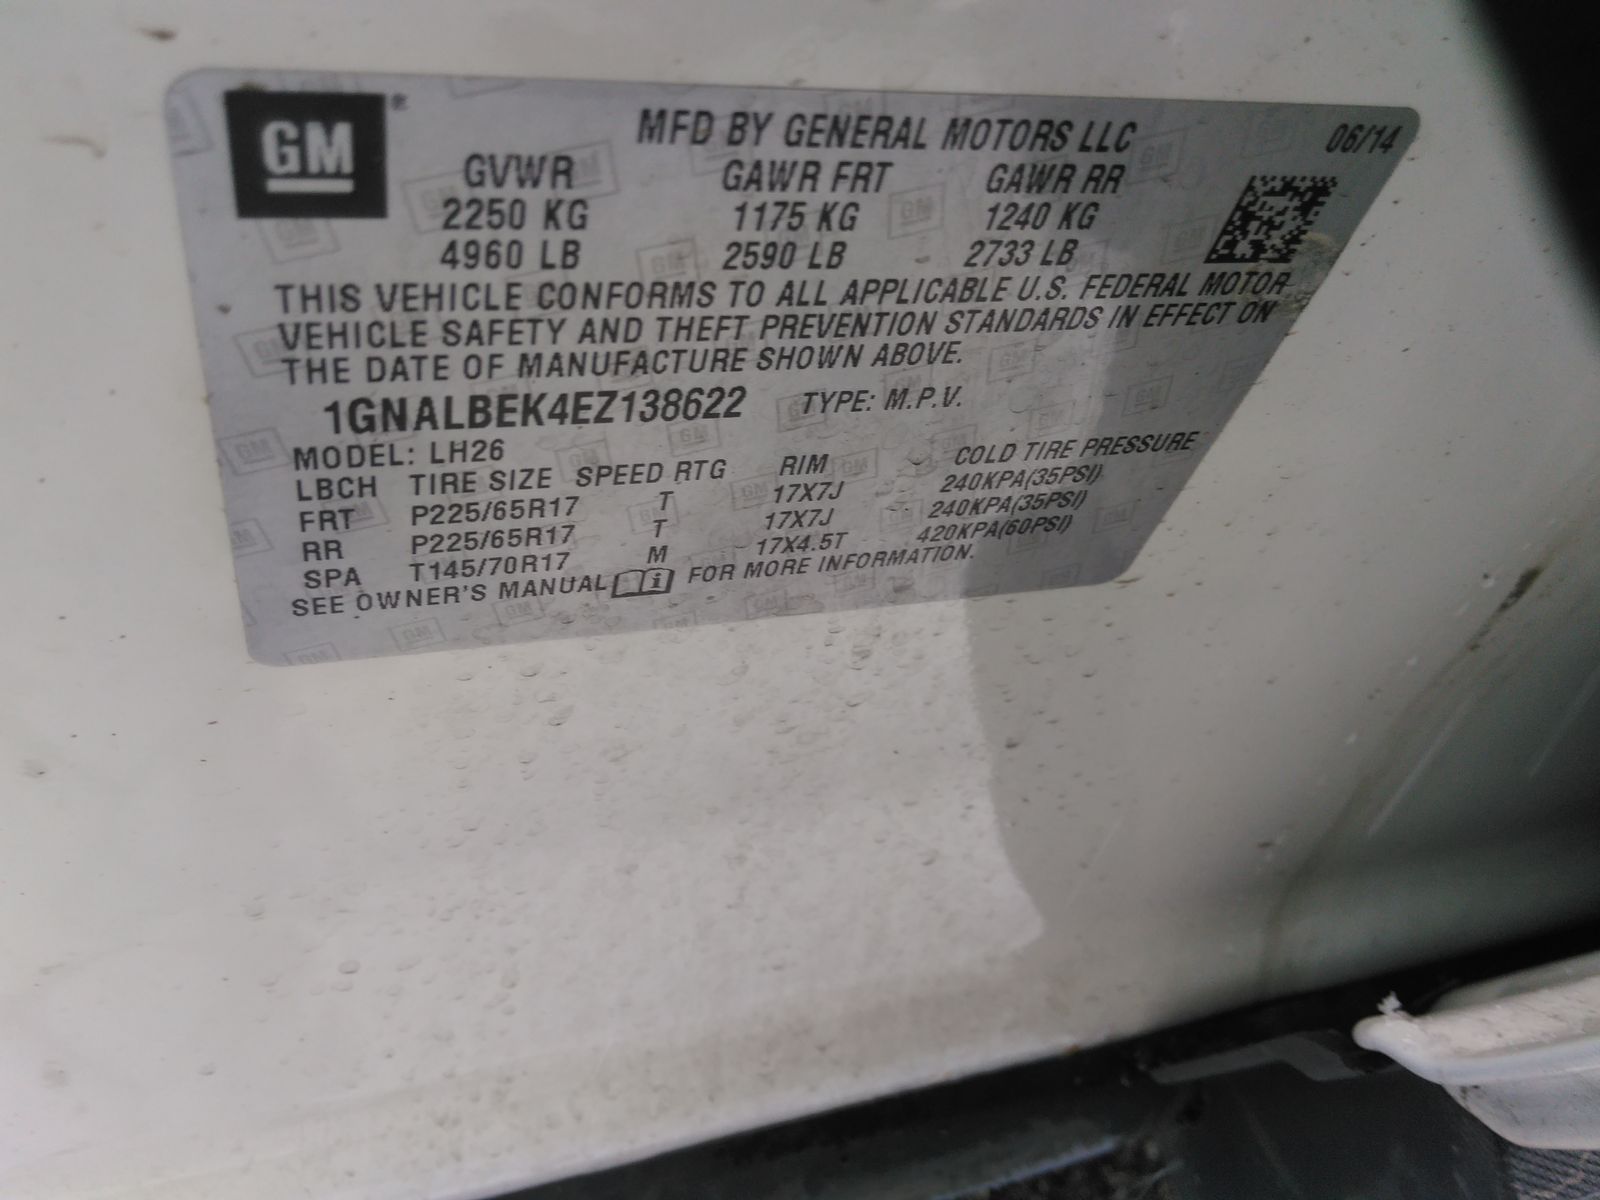 GM ®
MFD BY GENERAL MOTORS LLC 06/14
GVWR GAWR FRT GAWR RR
2250 KG 1175 KG 1240 KG
4960 LB 2590 LB 2733 LB
THIS VEHICLE CONFORMS TO ALL APPLICABLE U.S. FEDERAL MOTOR
VEHICLE SAFETY AND THEFT PREVENTION STANDARDS IN EFFECT ON
THE DATE OF MANUFACTURE SHOWN ABOVE.
1GNALBEK4EZ138622 TYPE: M.P.V.
MODEL: LH26
LBCH TIRE SIZE SPEED RTG RIM COLD TIRE PRESSURE
FRT P225/65R17 T 17X7J 240KPA(35PSI)
RR P225/65R17 T 17X7J 240KPA(35PSI)
SPA T145/70R17 M 17X4.5T 420KPA(60PSI)
SEE OWNER'S MANUAL i FOR MORE INFORMATION.